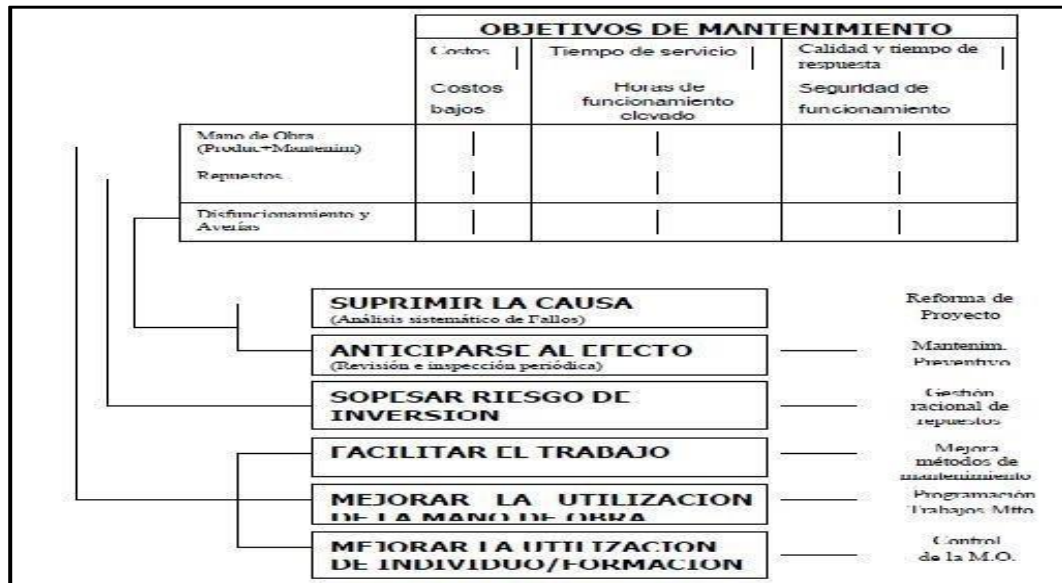 OBJETIVOS DE MANTENIMIENTO
Costos
Tiempo de servicio
Calidad y tiempo de
respuesta
Costos
bajos
Horas de
funcionamiento
elevado
Seguridad de
funcionamiento
Mano de Obra
(Produc+Mantenim)
Repuestos
Disfuncionamiento y
Averías
SUPRIMIR LA CAUSA
(Análisis sistemático de Fallos)
Reforma de
Proyecto
ANTICIPARSE AL EFECTO
(Revisión e inspección periódica)
Mantenim.
Preventivo
SOPESAR RIESGO DE
INVERSION
Gestión
racional de
repuestos
FACILITAR EL TRABAJO
Mejora
métodos de
mantenimiento
MEJORAR LA UTILIZACION
DE LA MANO DE OBRA
Programación
Trabajos Mtto
MEJORAR LA UTILIZACION
DE INDIVIDUO/FORMACION
Control
de la M.O.